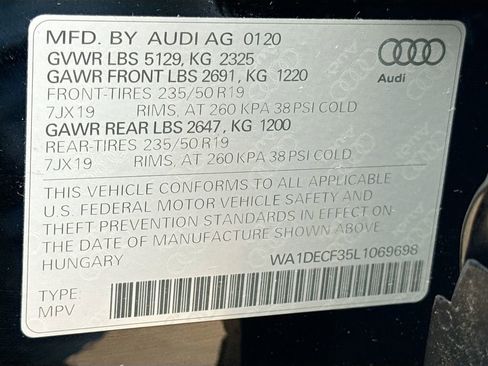 MFD. BY AUDI AG 0120
GVWR LBS 5129, KG 2325
GAWR FRONT LBS 2691, KG 1220
FRONT-TIRES 235/50 R19
7JX19 RIMS, AT 260 KPA 38 PSI COLD
GAWR REAR LBS 2647, KG 1200
REAR-TIRES 235/50 R19
7JX19 RIMS, AT 260 KPA 38 PSI COLD
Audi
THIS VEHICLE CONFORMS TO ALL APPLICABLE
U.S. FEDERAL MOTOR VEHICLE SAFETY AND
THEFT PREVENTION STANDARDS IN EFFECT ON
THE DATE OF MANUFACTURE SHOWN ABOVE
HUNGARY
WA1DECF35L1069698
TYPE:
MPV